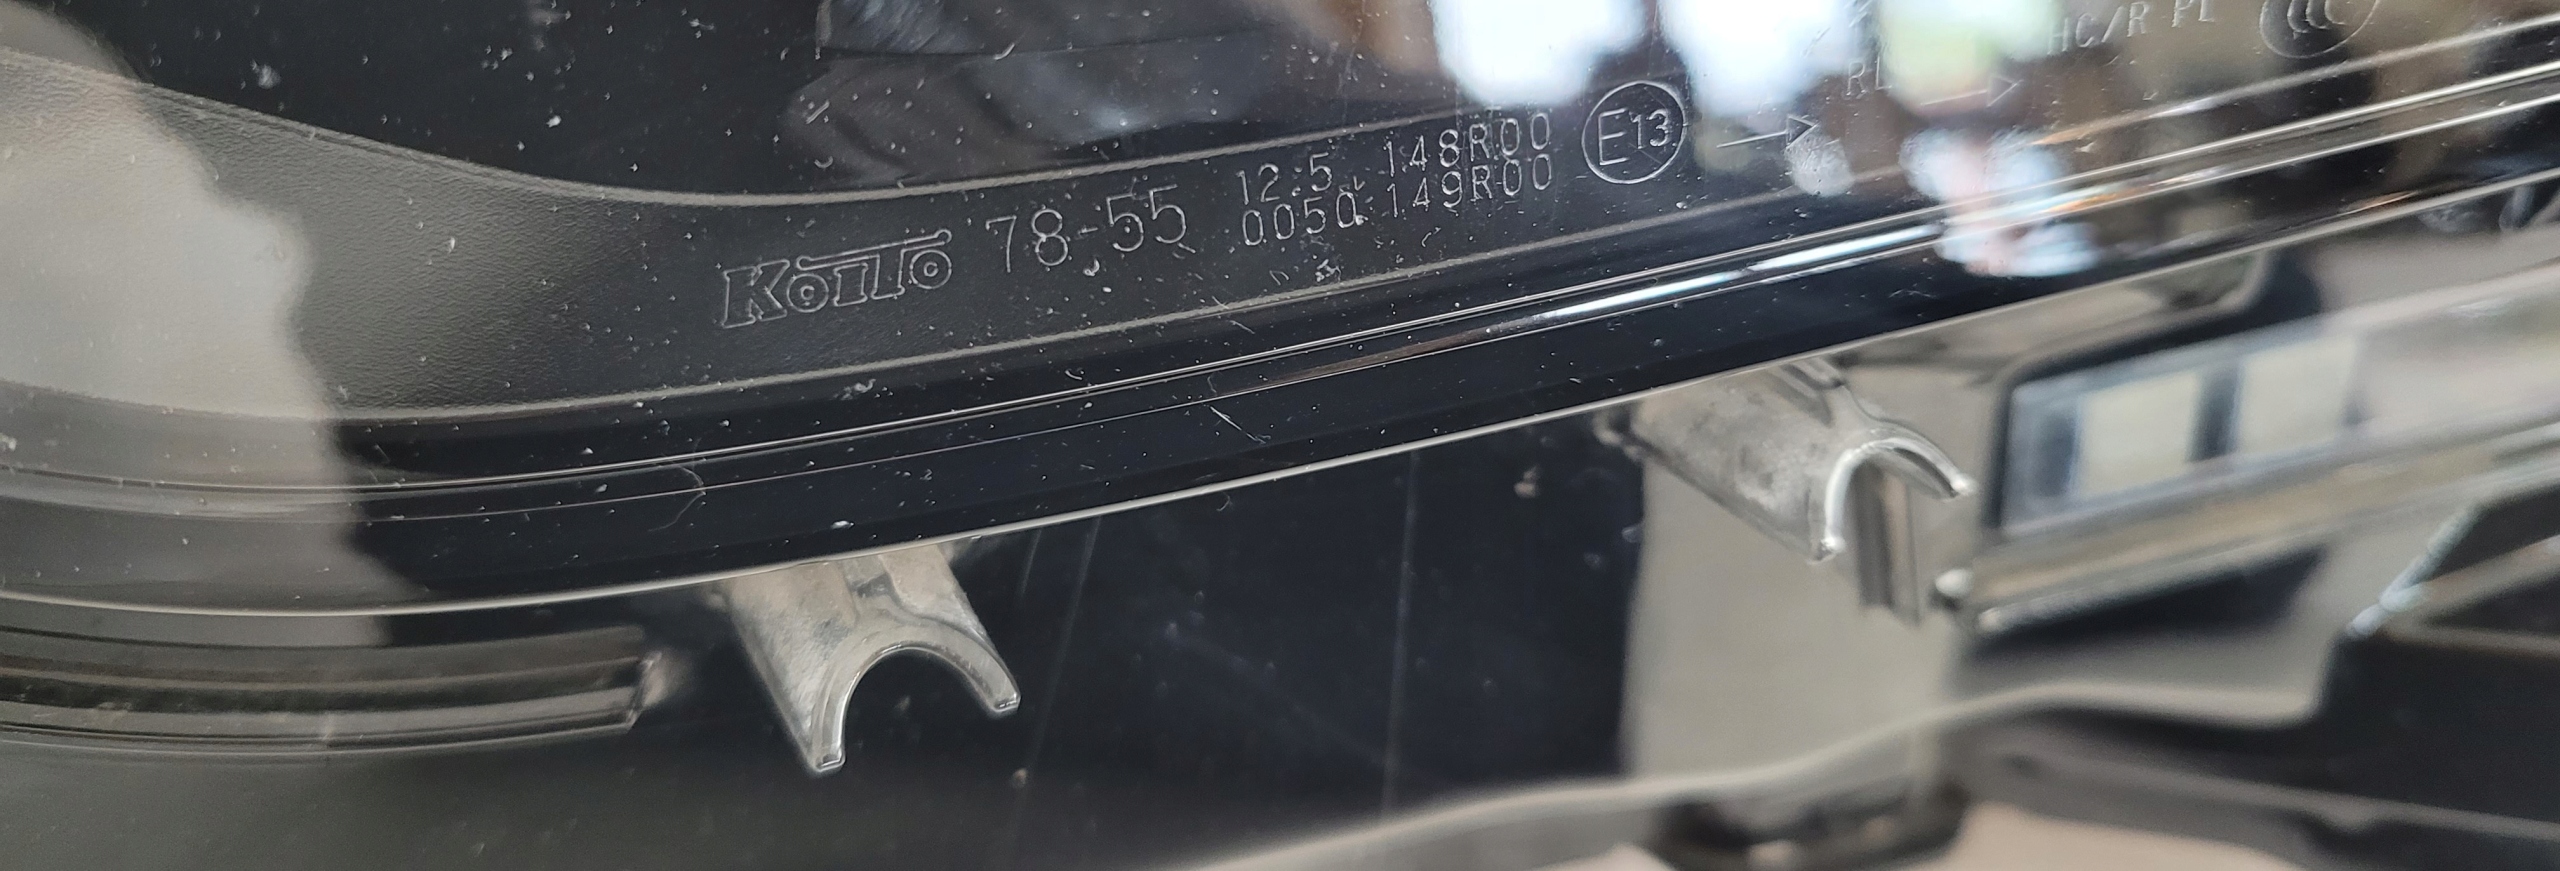 HC/R PL
RL
KOITO 78-55 12.5 148R00
0050 149R00
E13